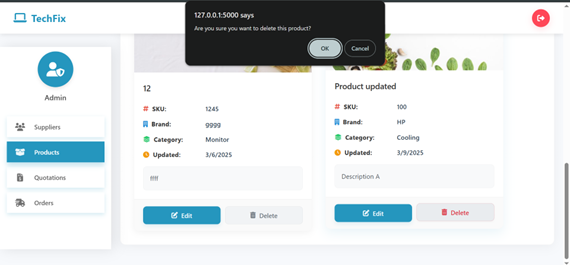 127.0.0.1:5000 says
Are you sure you want to delete this product?
OK
Cancel
TechFix
Admin
Suppliers
Products
Quotations
Orders
12
SKU: 1245
Brand: gggg
Category: Monitor
Updated: 3/6/2025
ffff
Edit
Delete
Product updated
SKU: 100
Brand: HP
Category: Cooling
Updated: 3/9/2025
Description A
Edit
Delete